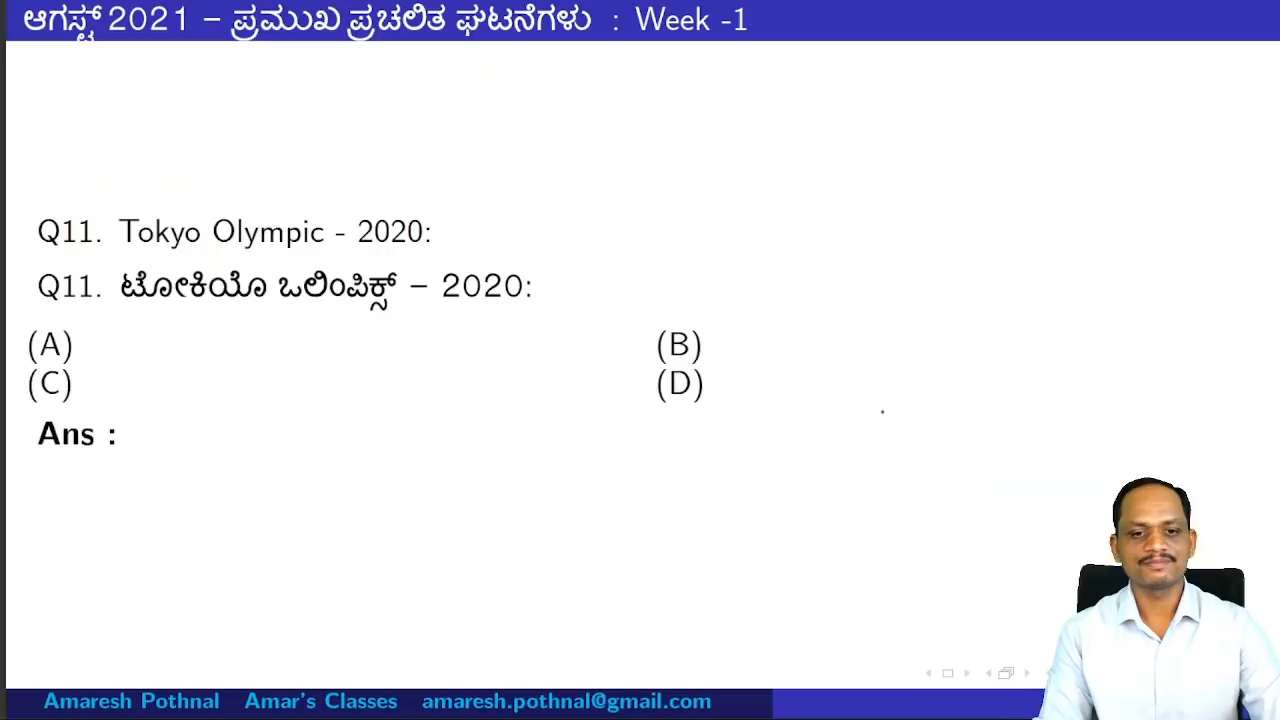 ಆಗಸ್ಟ್ 2021 – ಪ್ರಮುಖ ಪ್ರಚಲಿತ ಘಟನೆಗಳು : Week -1
Q11. Tokyo Olympic - 2020:
Q11. ಟೋಕಿಯೊ ಒಲಿಂಪಿಕ್ಸ್ – 2020:
(A) (B)
(C) (D)
Ans :
Amaresh Pothnal Amar's Classes amaresh.pothnal@gmail.com